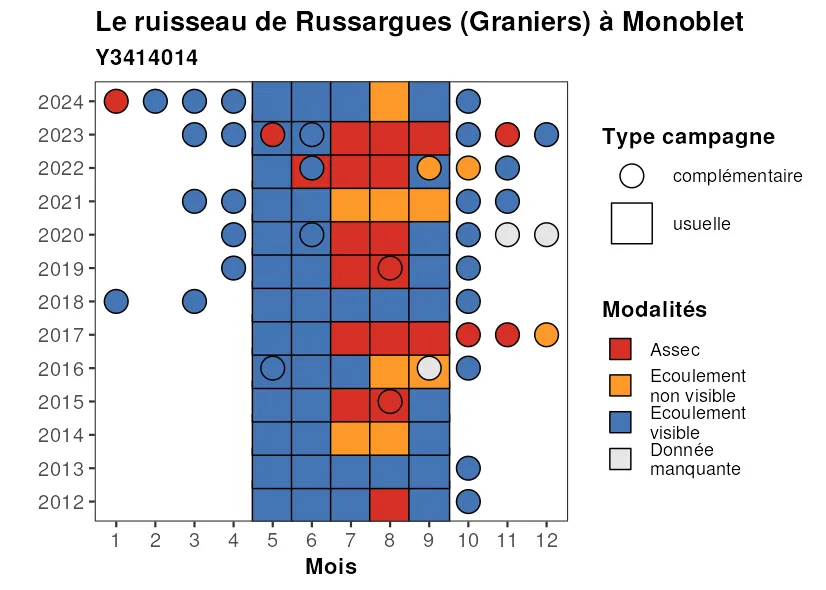 Le ruisseau de Russargues (Graniers) à Monoblet
Y3414014
2024
2023
2022
2021
2020
2019
2018
2017
2016
2015
2014
2013
2012
1 2 3 4 5 6 7 8 9 10 11 12
Mois
Type campagne
complémentaire
usuelle
Modalités
Assec
Ecoulement
non visible
Ecoulement
visible
Donnée
manquante